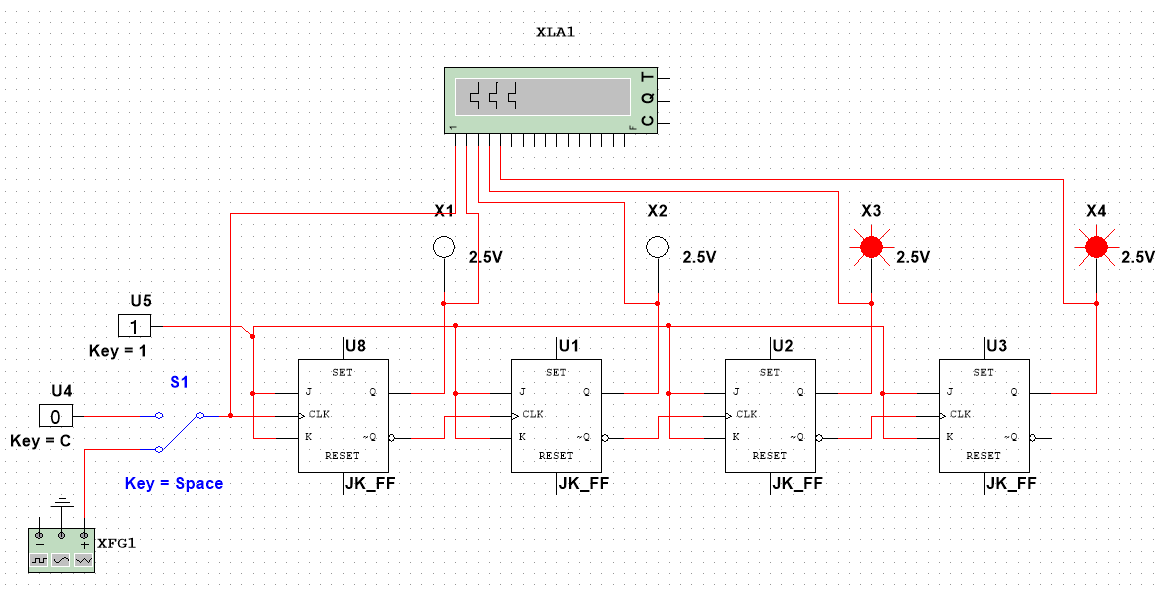 XLA1
T
Q
C
1
F
X1 X2 X3 X4
2.5V 2.5V 2.5V 2.5V
U5
1
Key = 1
U8 U1 U2 U3
SET SET SET SET
J Q J Q J Q J Q
S1
U4
0
CLK CLK CLK CLK
Key = C
K ~Q K ~Q K ~Q K ~Q
RESET RESET RESET RESET
Key = Space
JK_FF JK_FF JK_FF JK_FF
XFG1